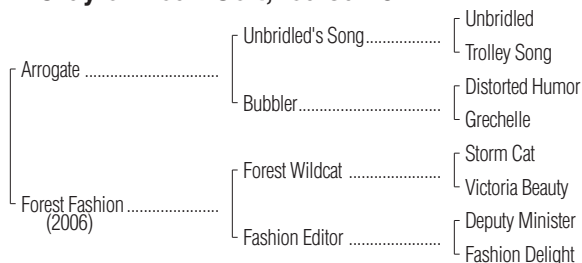 Unbridled
Unbridled's Song
Trolley Song
Arrogate
Distorted Humor
Bubbler
Grechelle
Storm Cat
Forest Wildcat
Victoria Beauty
Forest Fashion
(2006)
Deputy Minister
Fashion Editor
Fashion Delight